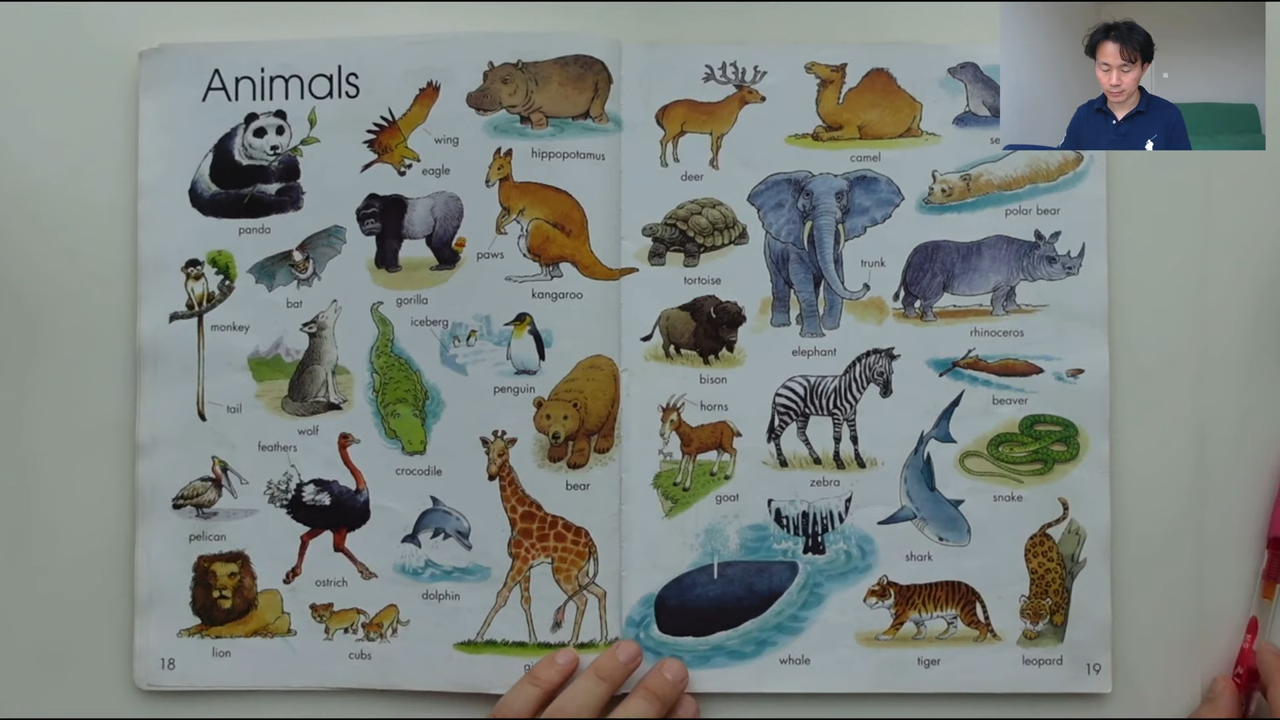 Animals
panda
wing
eagle
hippopotamus
bat
gorilla
paws
kangaroo
monkey
tail
wolf
iceberg
penguin
crocodile
bear
feathers
pelican
ostrich
dolphin
lion
cubs
18
deer
camel
polar bear
tortoise
trunk
elephant
rhinoceros
bison
beaver
horns
goat
zebra
snake
shark
whale
tiger
leopard
19